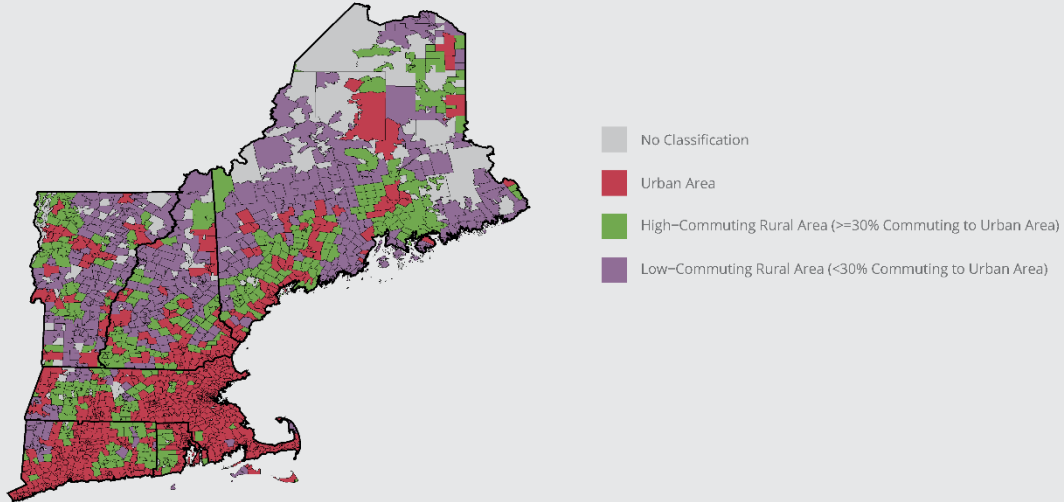 No Classification
Urban Area
High-Commuting Rural Area (>=30% Commuting to Urban Area)
Low-Commuting Rural Area (<30% Commuting to Urban Area)